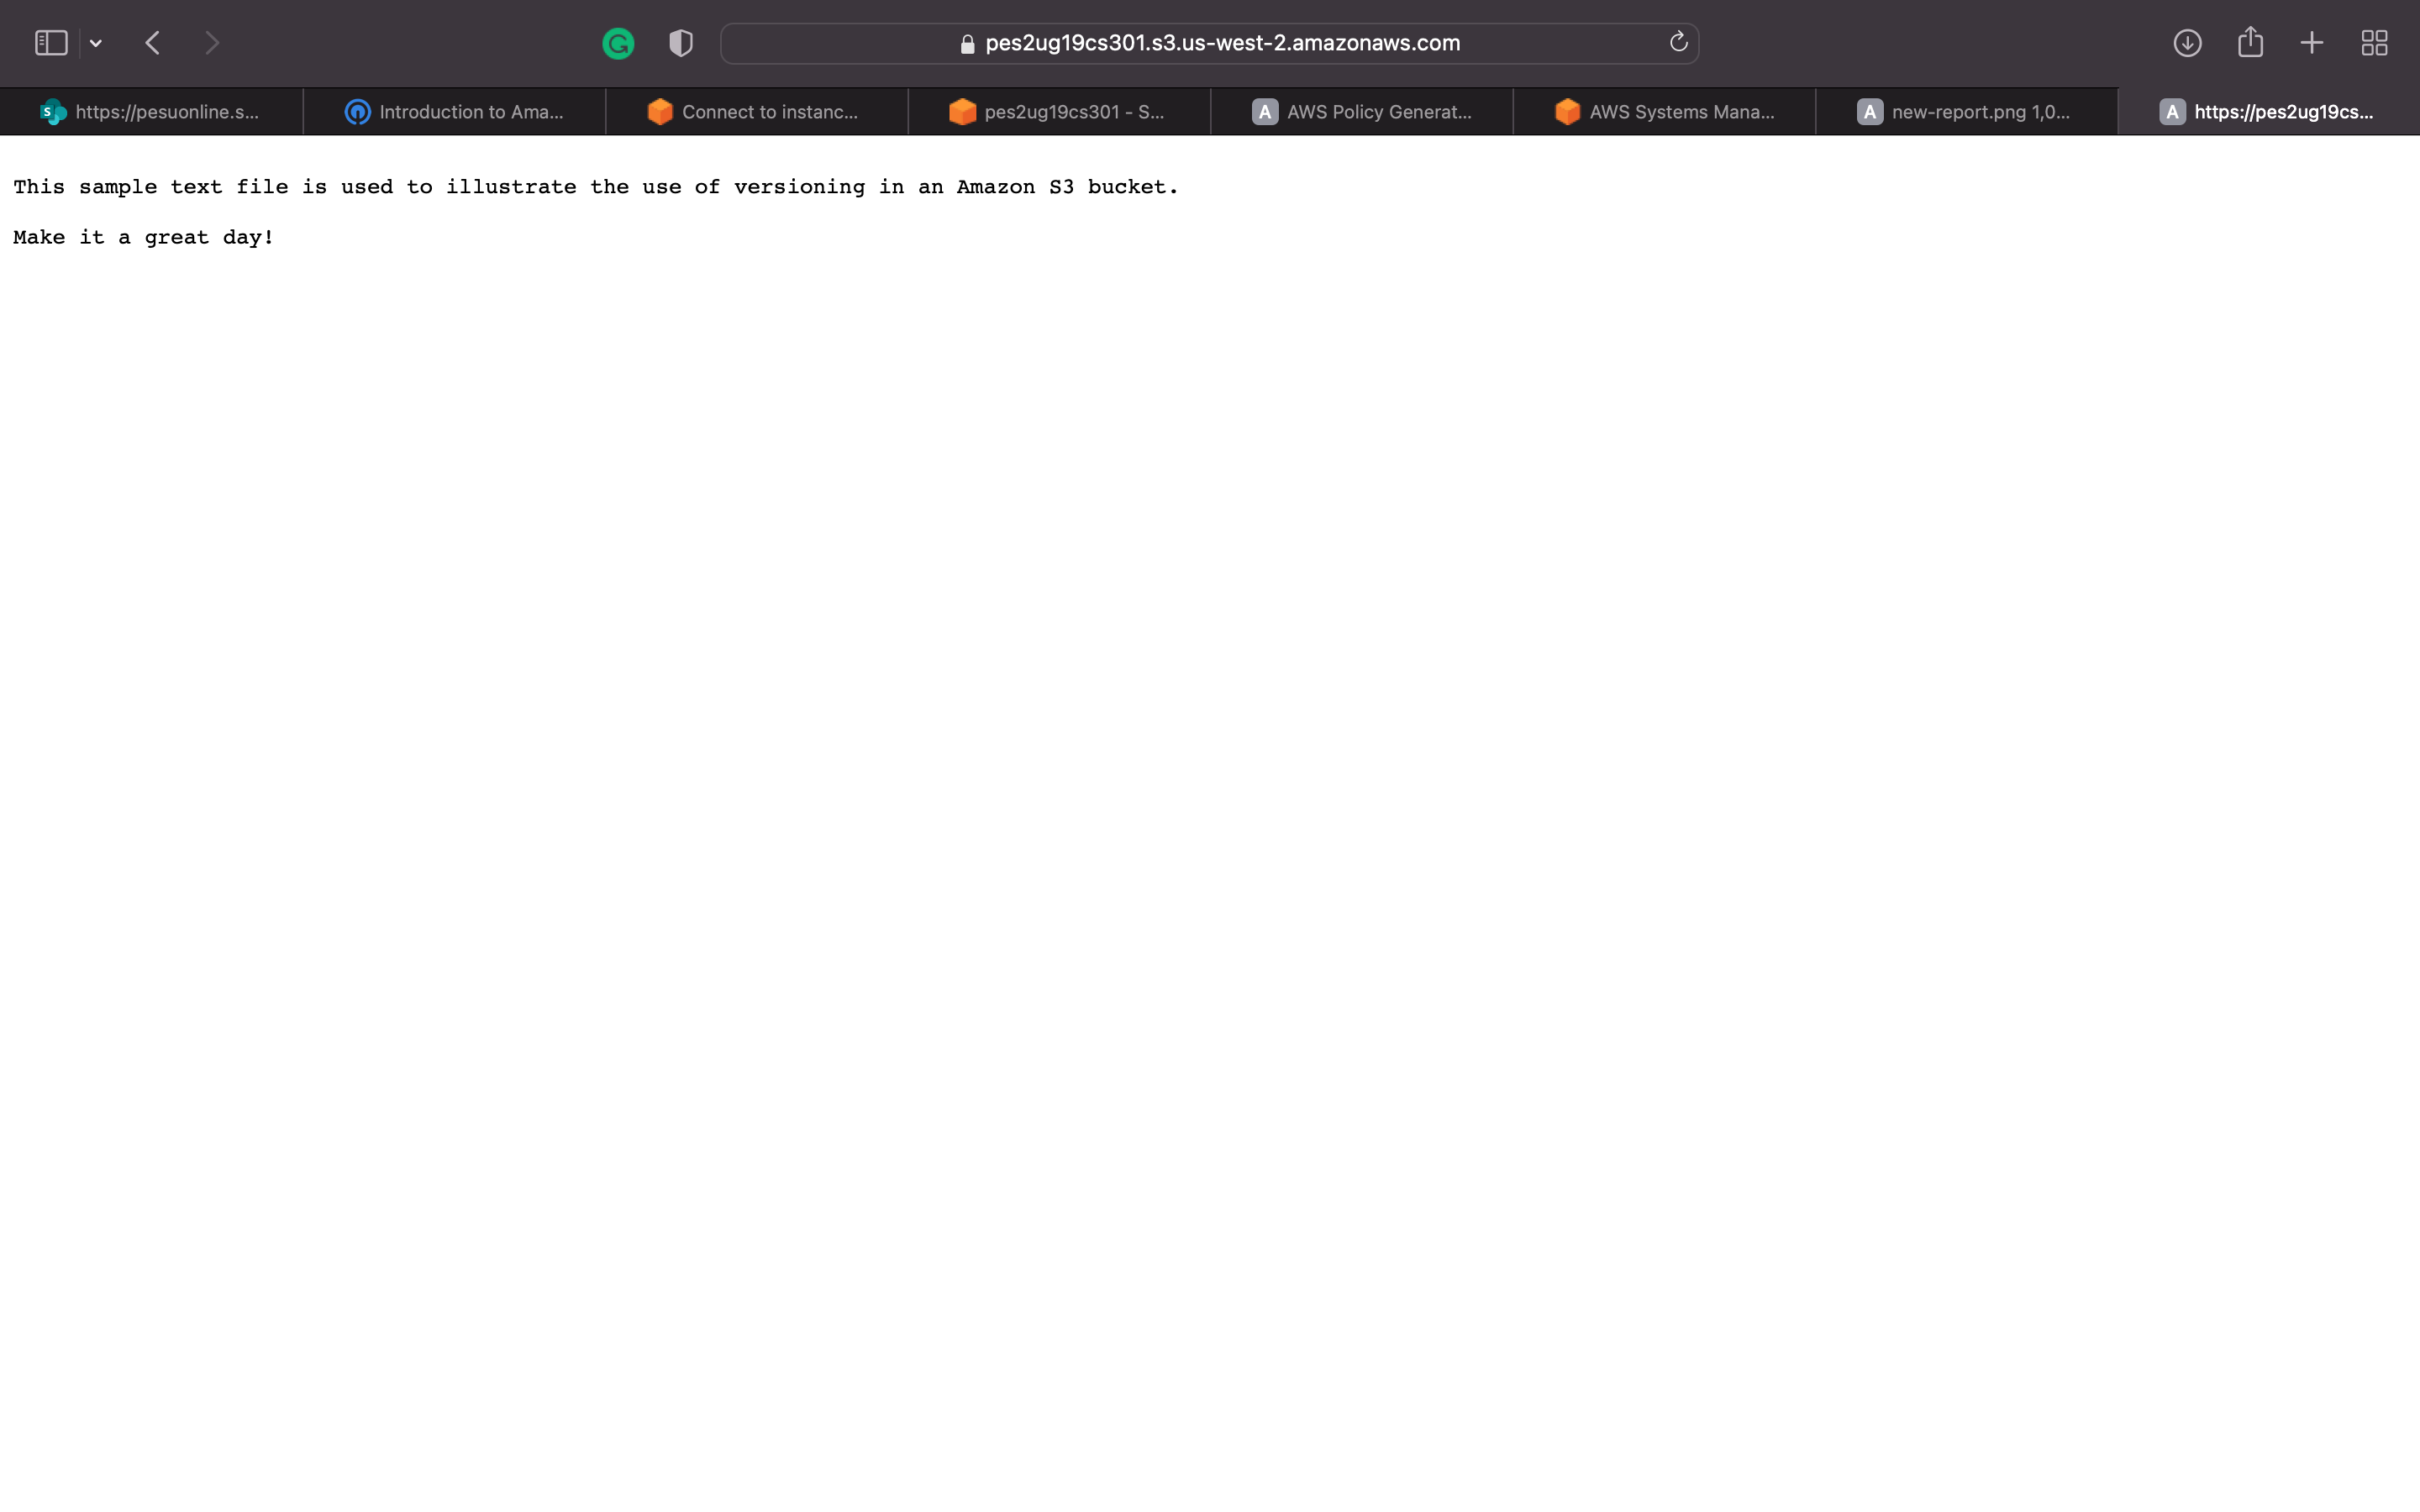 pes2ug19cs301.s3.us-west-2.amazonaws.com
S https://pesuonline.s...
Introduction to Ama...
Connect to instanc...
pes2ug19cs301 - S...
A AWS Policy Generat...
AWS Systems Mana...
A new-report.png 1,0...
A https://pes2ug19cs...
This sample text file is used to illustrate the use of versioning in an Amazon S3 bucket.
Make it a great day!